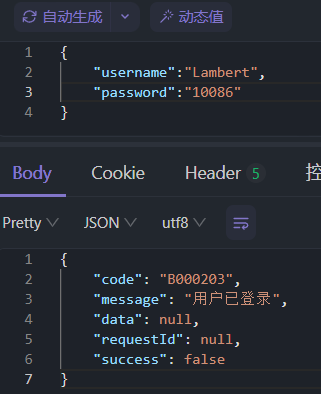 自动生成 动态值
1 {
2 "username":"Lambert",
3 "password":"10086"
4 }
Body Cookie Header 5
Pretty JSON utf8
1 {
2 "code": "B000203",
3 "message": "用户已登录",
4 "data": null,
5 "requestId": null,
6 "success": false
7 }